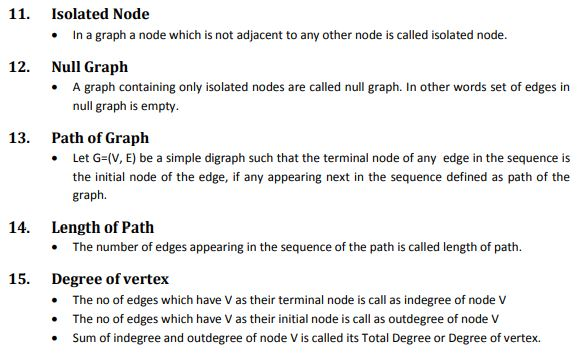 11. Isolated Node
• In a graph a node which is not adjacent to any other node is called isolated node.
12. Null Graph
• A graph containing only isolated nodes are called null graph. In other words set of edges in
null graph is empty.
13. Path of Graph
• Let G=(V, E) be a simple digraph such that the terminal node of any edge in the sequence is
the initial node of the edge, if any appearing next in the sequence defined as path of the
graph.
14. Length of Path
• The number of edges appearing in the sequence of the path is called length of path.
15. Degree of vertex
• The no of edges which have V as their terminal node is call as indegree of node V
• The no of edges which have V as their initial node is call as outdegree of node V
• Sum of indegree and outdegree of node V is called its Total Degree or Degree of vertex.